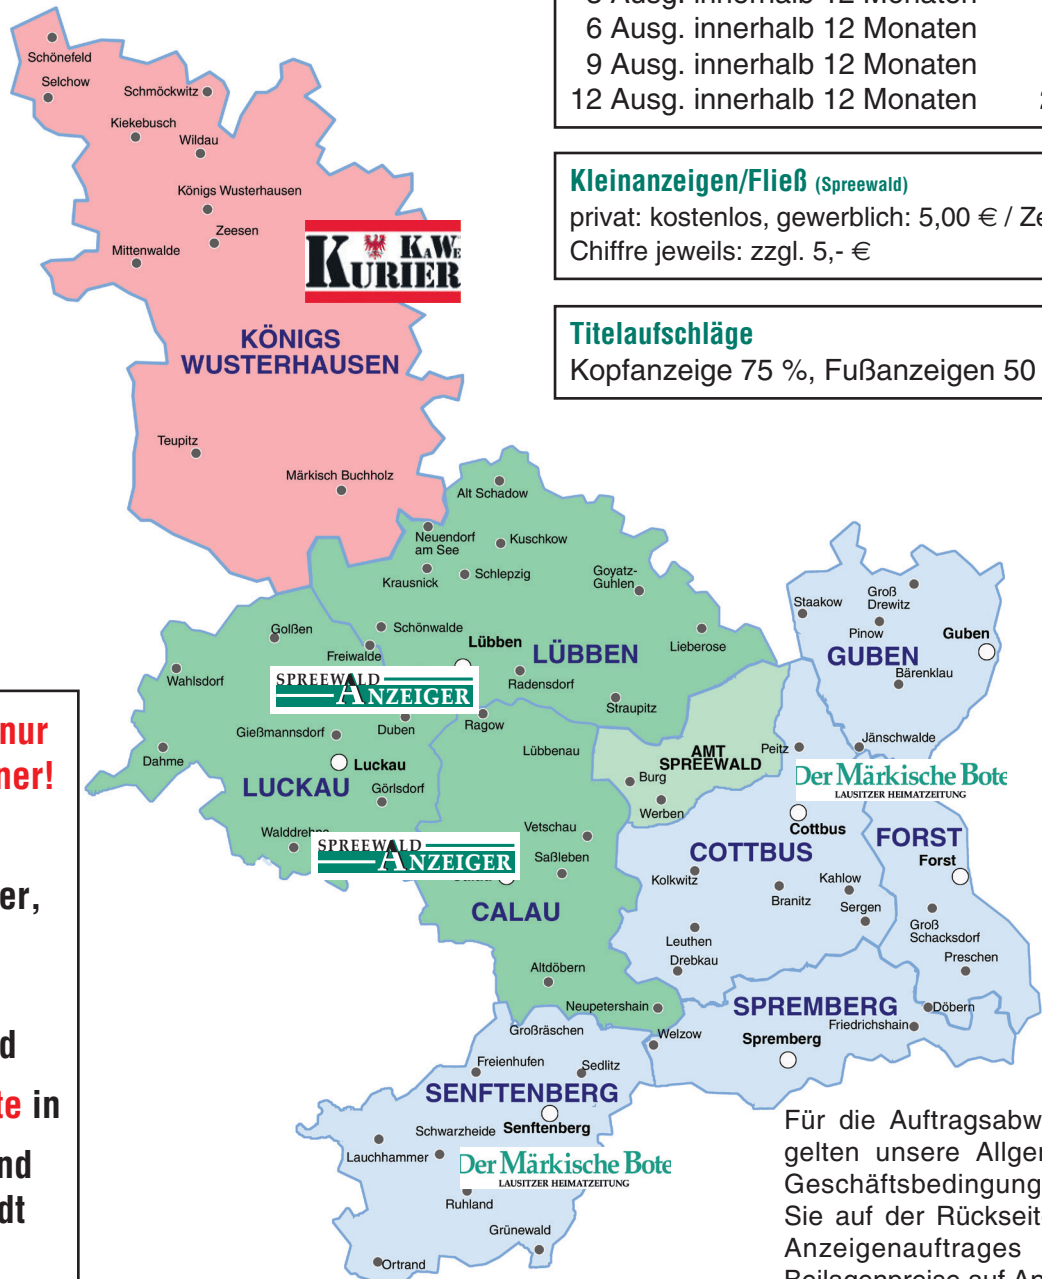 6 Ausg. innerhalb 12 Monaten
9 Ausg. innerhalb 12 Monaten
12 Ausg. innerhalb 12 Monaten
Kleinanzeigen/Fließ (Spreewald)
privat: kostenlos, gewerblich: 5,00 € / Ze
Chiffre jeweils: zzgl. 5,- €
Titelaufschläge
Kopfanzeige 75 %, Fußanzeigen 50
Schönefeld
Selchow
Schmöckwitz
Kiekebusch
Wildau
Königs Wusterhausen
Zeesen
Mittenwalde
KAWE
KURIER
KÖNIGS
WUSTERHAUSEN
Teupitz
Märkisch Buchholz
Alt Schadow
Neuendorf
am See
Kuschkow
Krausnick
Schlepzig
Goyatz-
Guhlen
Golßen
Schönwalde
Freiwalde
Lübben
LÜBBEN
Lieberose
Wahlsdorf
SPREEWALD
ANZEIGER
Radensdorf
Straupitz
Gießmannsdorf
Duben
Ragow
Lübbenau
Dahme
Luckau
LUCKAU
Görlsdorf
Walddrehna
SPREEWALD
ANZEIGER
Vetschau
Saßleben
CALAU
Altdöbern
Neupetershain
AMT
SPREEWALD
Burg
Werben
Peitz
Staakow
Groß
Drewitz
Pinow
Guben
GUBEN
Bärenklau
Jänschwalde
Der Märkische Bote
LAUSITZER HEIMATZEITUNG
Cottbus
COTTBUS
FORST
Forst
Kolkwitz
Branitz
Kahlow
Sergen
Groß
Schacksdorf
Leuthen
Drebkau
Preschen
SPREMBERG
Döbern
Friedrichshain
Spremberg
Welzow
Großräschen
Freienhufen
Sedlitz
SENFTENBERG
Schwarzheide
Senftenberg
Lauchhammer
Der Märkische Bote
LAUSITZER HEIMATZEITUNG
Ruhland
Grünewald
Ortrand
nur
ner!
er,
d
te in
nd
dt
Für die Auftragsabw
gelten unsere Allger
Geschäftsbedingung
Sie auf der Rückseit
Anzeigenauftrages